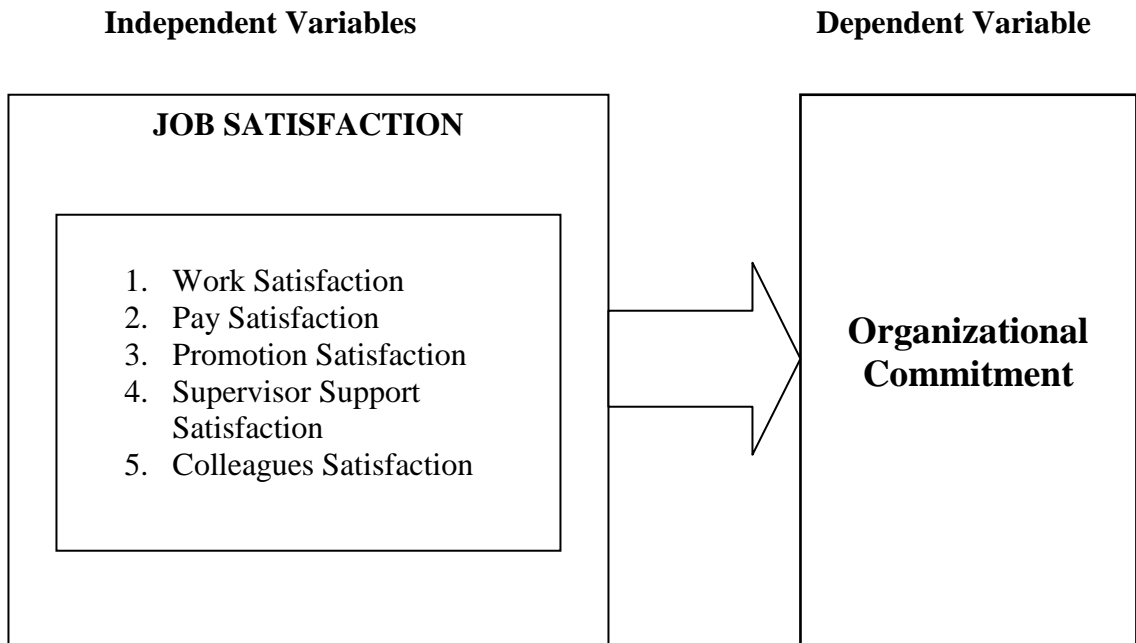 Independent Variables
Dependent Variable
JOB SATISFACTION
1. Work Satisfaction
2. Pay Satisfaction
3. Promotion Satisfaction
4. Supervisor Support
Satisfaction
5. Colleagues Satisfaction
Organizational
Commitment